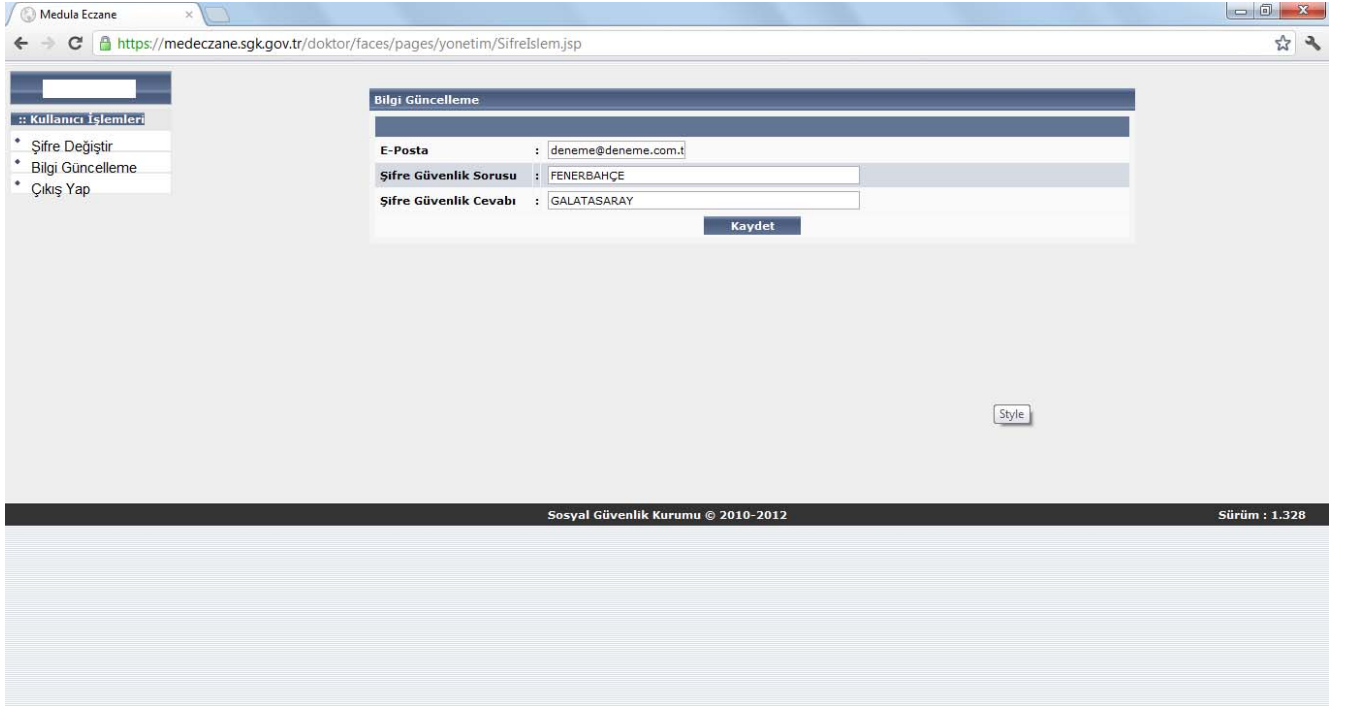 Medula Eczane
https://medeczane.sgk.gov.tr/doktor/faces/pages/yonetim/SifreIslem.jsp
:: Kullanıcı İşlemleri
Şifre Değiştir
Bilgi Güncelleme
Çıkış Yap
Bilgi Güncelleme
E-Posta : deneme@deneme.com.t
Şifre Güvenlik Sorusu : FENERBAHÇE
Şifre Güvenlik Cevabı : GALATASARAY
Kaydet
Style
Sosyal Güvenlik Kurumu © 2010-2012 Sürüm : 1.328